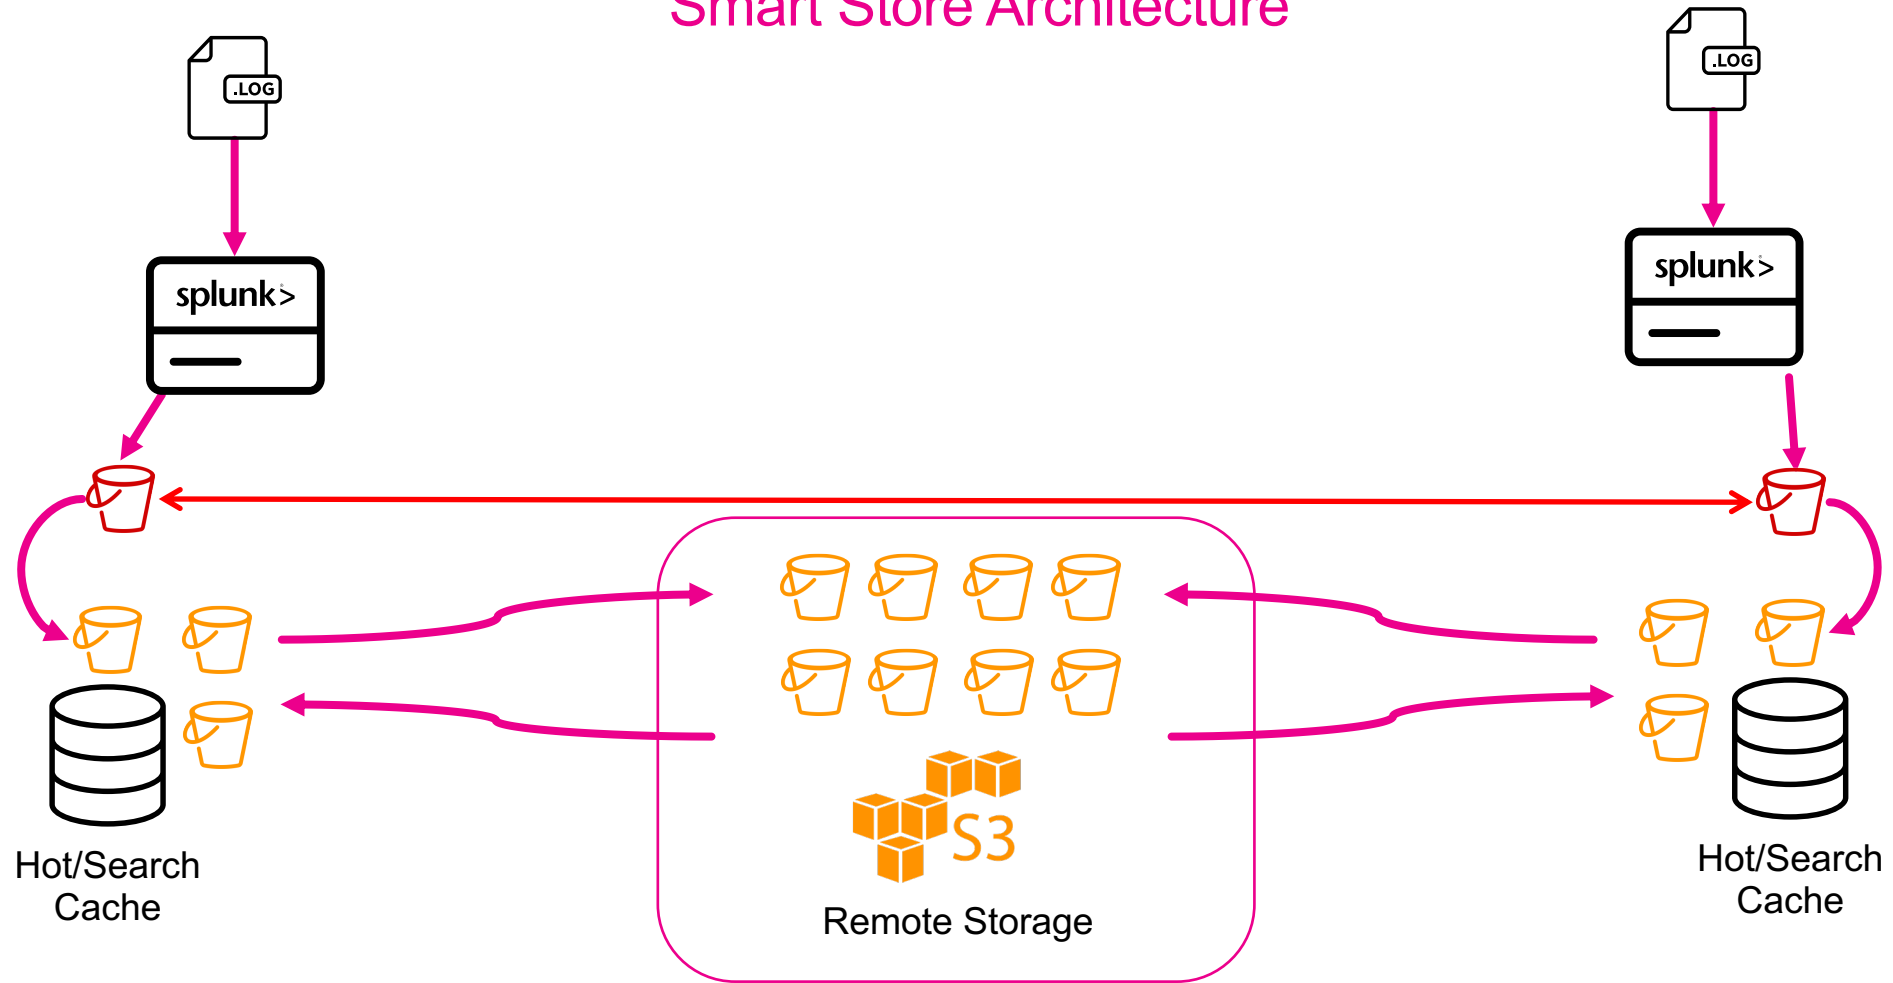 Smart Store Architecture
.LOG
.LOG
splunk>
splunk>
S3
Hot/Search
Cache
Remote Storage
Hot/Search
Cache